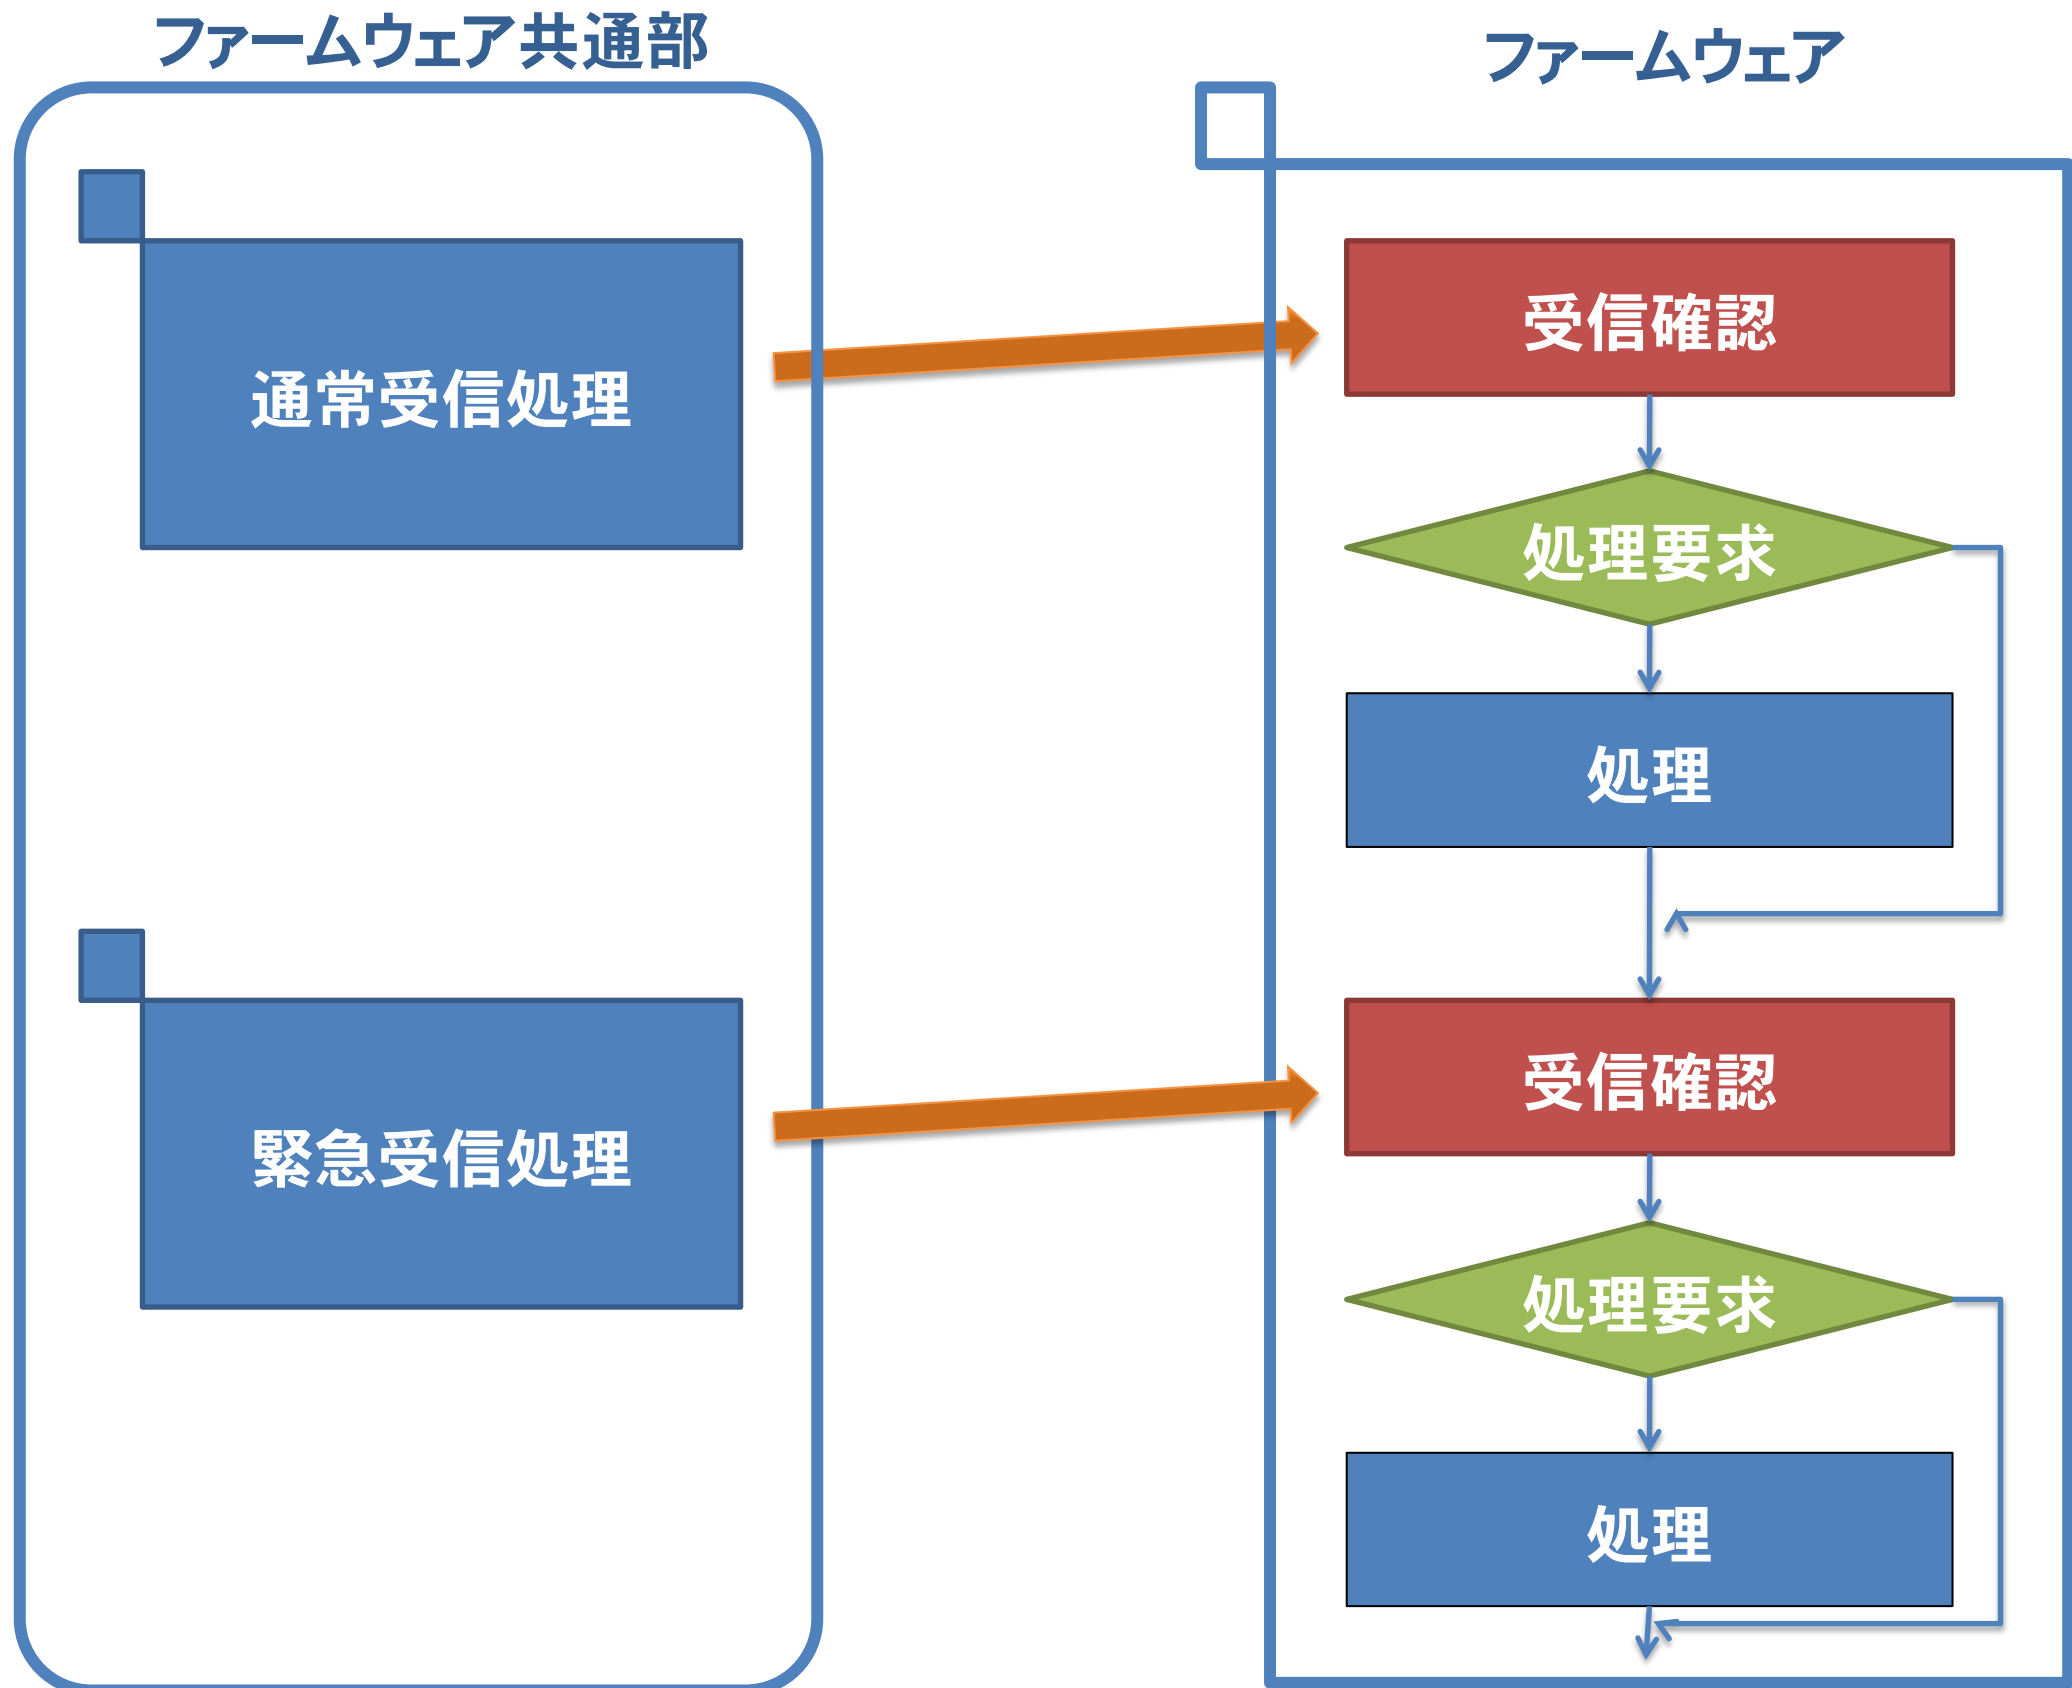 ファームウェア共通部
通常受信処理
緊急受信処理
ファームウェア
受信確認
処理要求
処理
受信確認
処理要求
処理